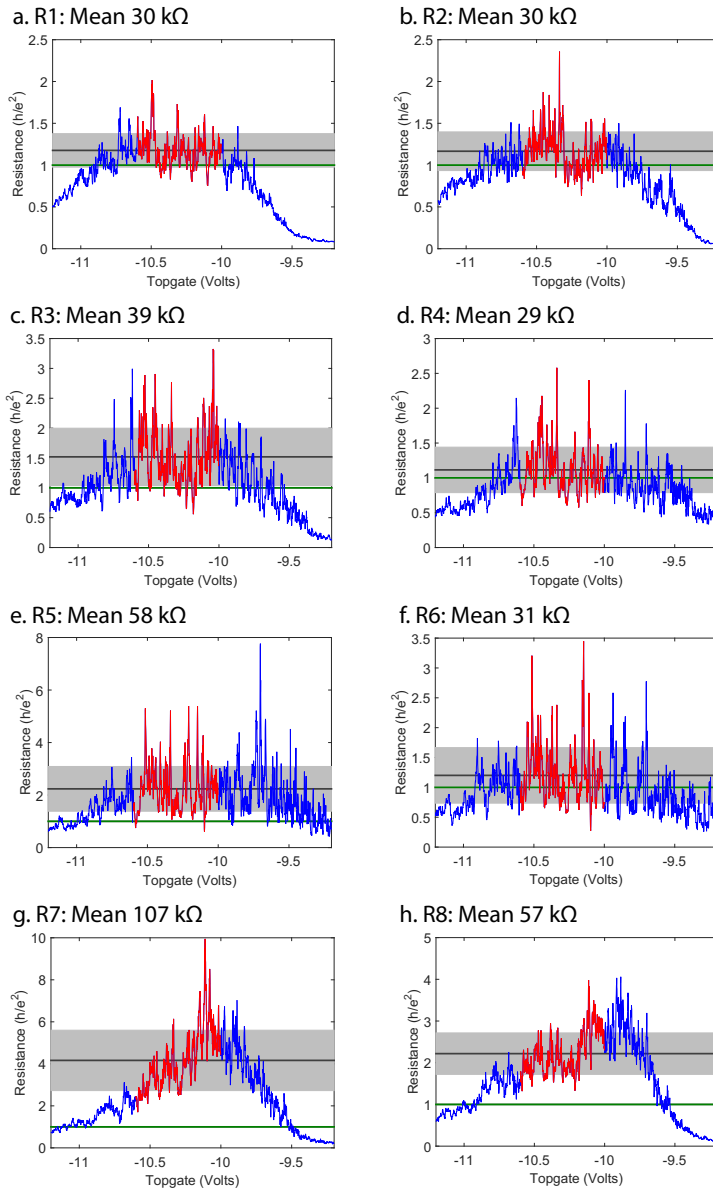 a. R1: Mean 30 kΩ
2.5
2
1.5
1
0.5
0
Resistance (h/e²)
-11 -10.5 -10 -9.5
Topgate (Volts)
b. R2: Mean 30 kΩ
2.5
2
1.5
1
0.5
0
Resistance (h/e²)
-11 -10.5 -10 -9.5
Topgate (Volts)
c. R3: Mean 39 kΩ
3.5
3
2.5
2
1.5
1
0.5
0
Resistance (h/e²)
-11 -10.5 -10 -9.5
Topgate (Volts)
d. R4: Mean 29 kΩ
3
2.5
2
1.5
1
0.5
0
Resistance (h/e²)
-11 -10.5 -10 -9.5
Topgate (Volts)
e. R5: Mean 58 kΩ
8
6
4
2
0
Resistance (h/e²)
-11 -10.5 -10 -9.5
Topgate (Volts)
f. R6: Mean 31 kΩ
3.5
3
2.5
2
1.5
1
0.5
0
Resistance (h/e²)
-11 -10.5 -10 -9.5
Topgate (Volts)
g. R7: Mean 107 kΩ
10
8
6
4
2
0
Resistance (h/e²)
-11 -10.5 -10 -9.5
Topgate (Volts)
h. R8: Mean 57 kΩ
5
4
3
2
1
0
Resistance (h/e²)
-11 -10.5 -10 -9.5
Topgate (Volts)